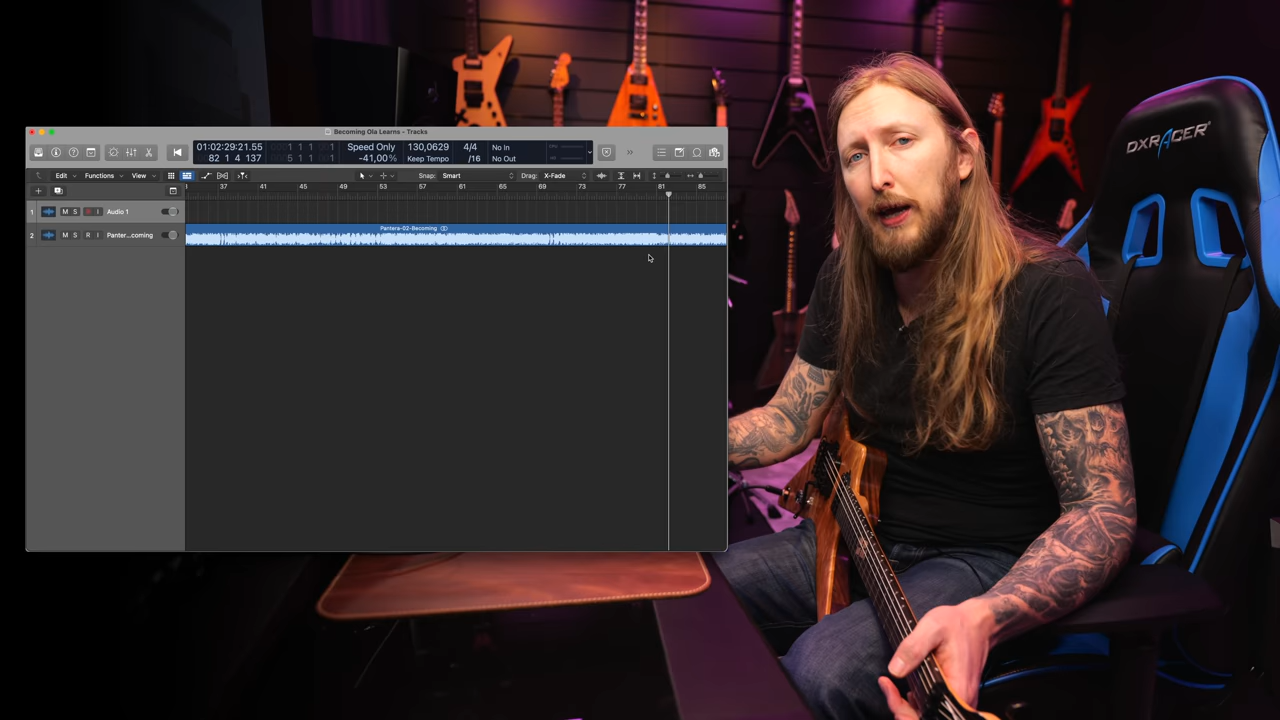 Becoming Ola Learns - Tracks
01:02:29:21.55
82 1 4 137
Speed Only
-41,00%
130,0629
Keep Tempo
4/4
/16
No In
No Out
Edit Functions View Snap: Smart Drag: X-Fade
37 41 45 49 53 57 61 65 69 73 77 81 85
1 M S R I Audio 1
Pantera-02-Becoming
2 M S R I Panter...coming
DXRACER